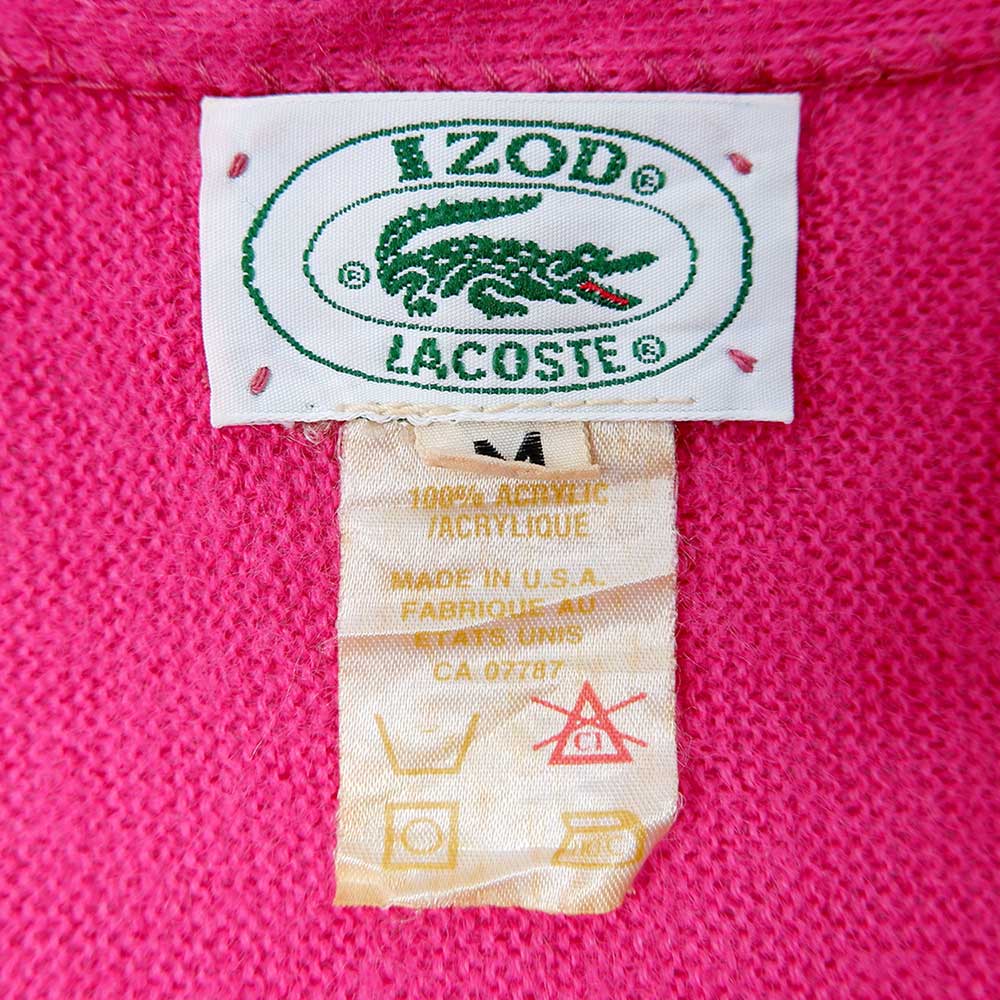 IZOD®
®
LACOSTE®
M
100% ACRYLIC
/ACRYLIQUE
MADE IN U.S.A.
FABRIQUE AU
ETATS UNIS
CA 07787
Cl